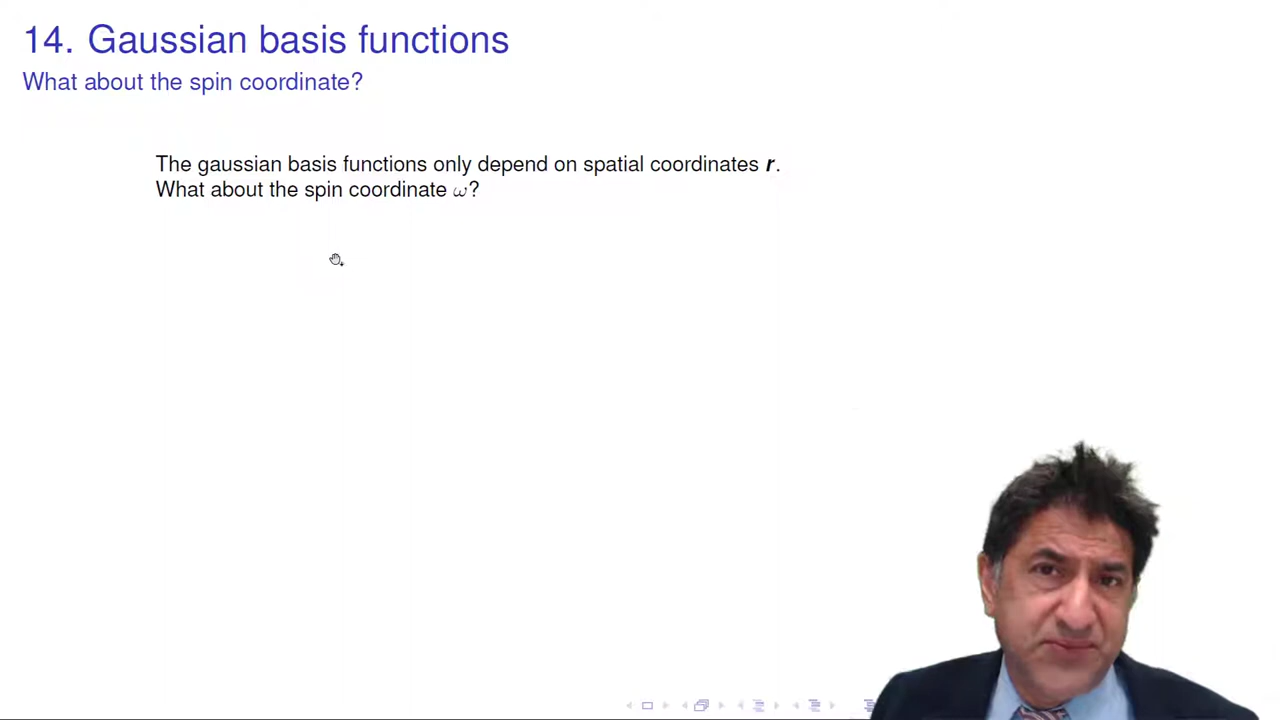 14. Gaussian basis functions
What about the spin coordinate?
The gaussian basis functions only depend on spatial coordinates r.
What about the spin coordinate ω?